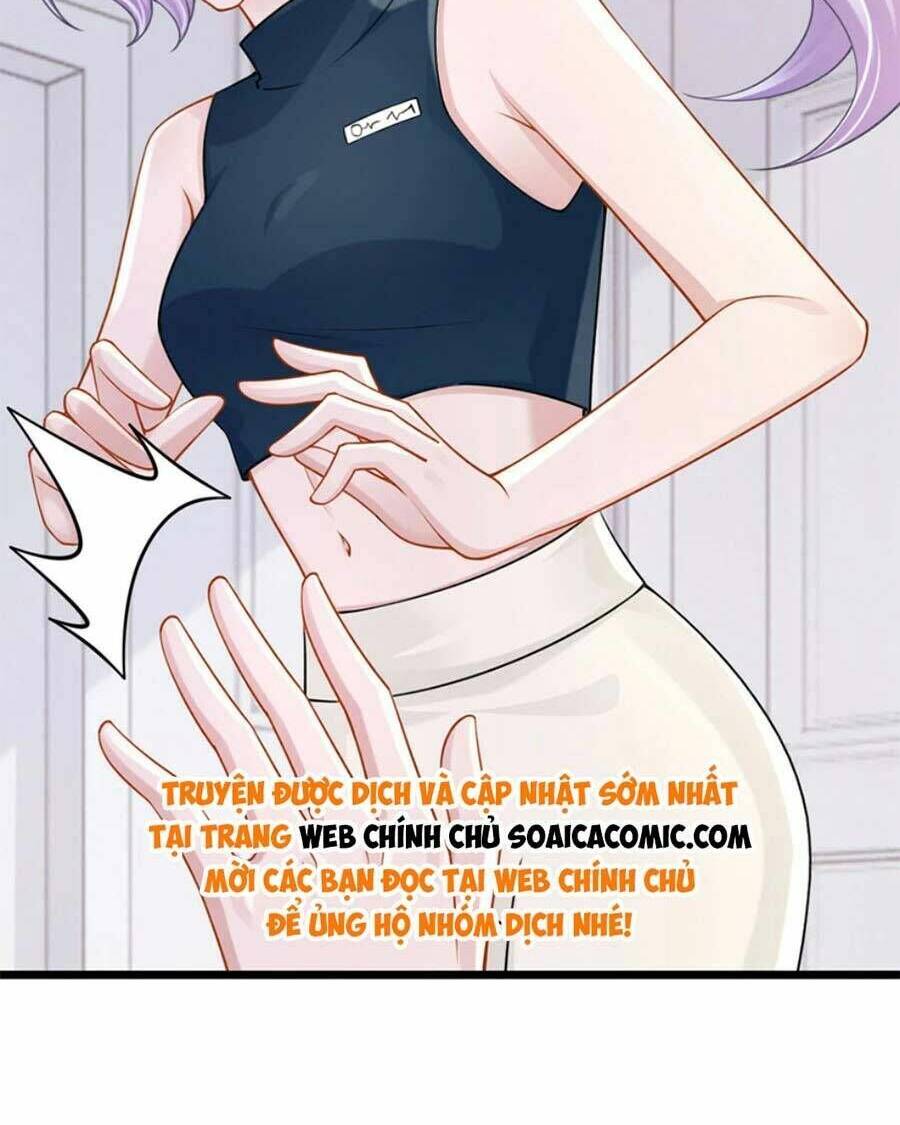 TRUYỆN ĐƯỢC DỊCH VÀ CẬP NHẬT SỚM NHẤT
TẠI TRANG WEB CHÍNH CHỦ SOAICACOMIC.COM
MỜI CÁC BẠN ĐỌC TẠI WEB CHÍNH CHỦ
ĐỂ ỦNG HỘ NHÓM DỊCH NHÉ!